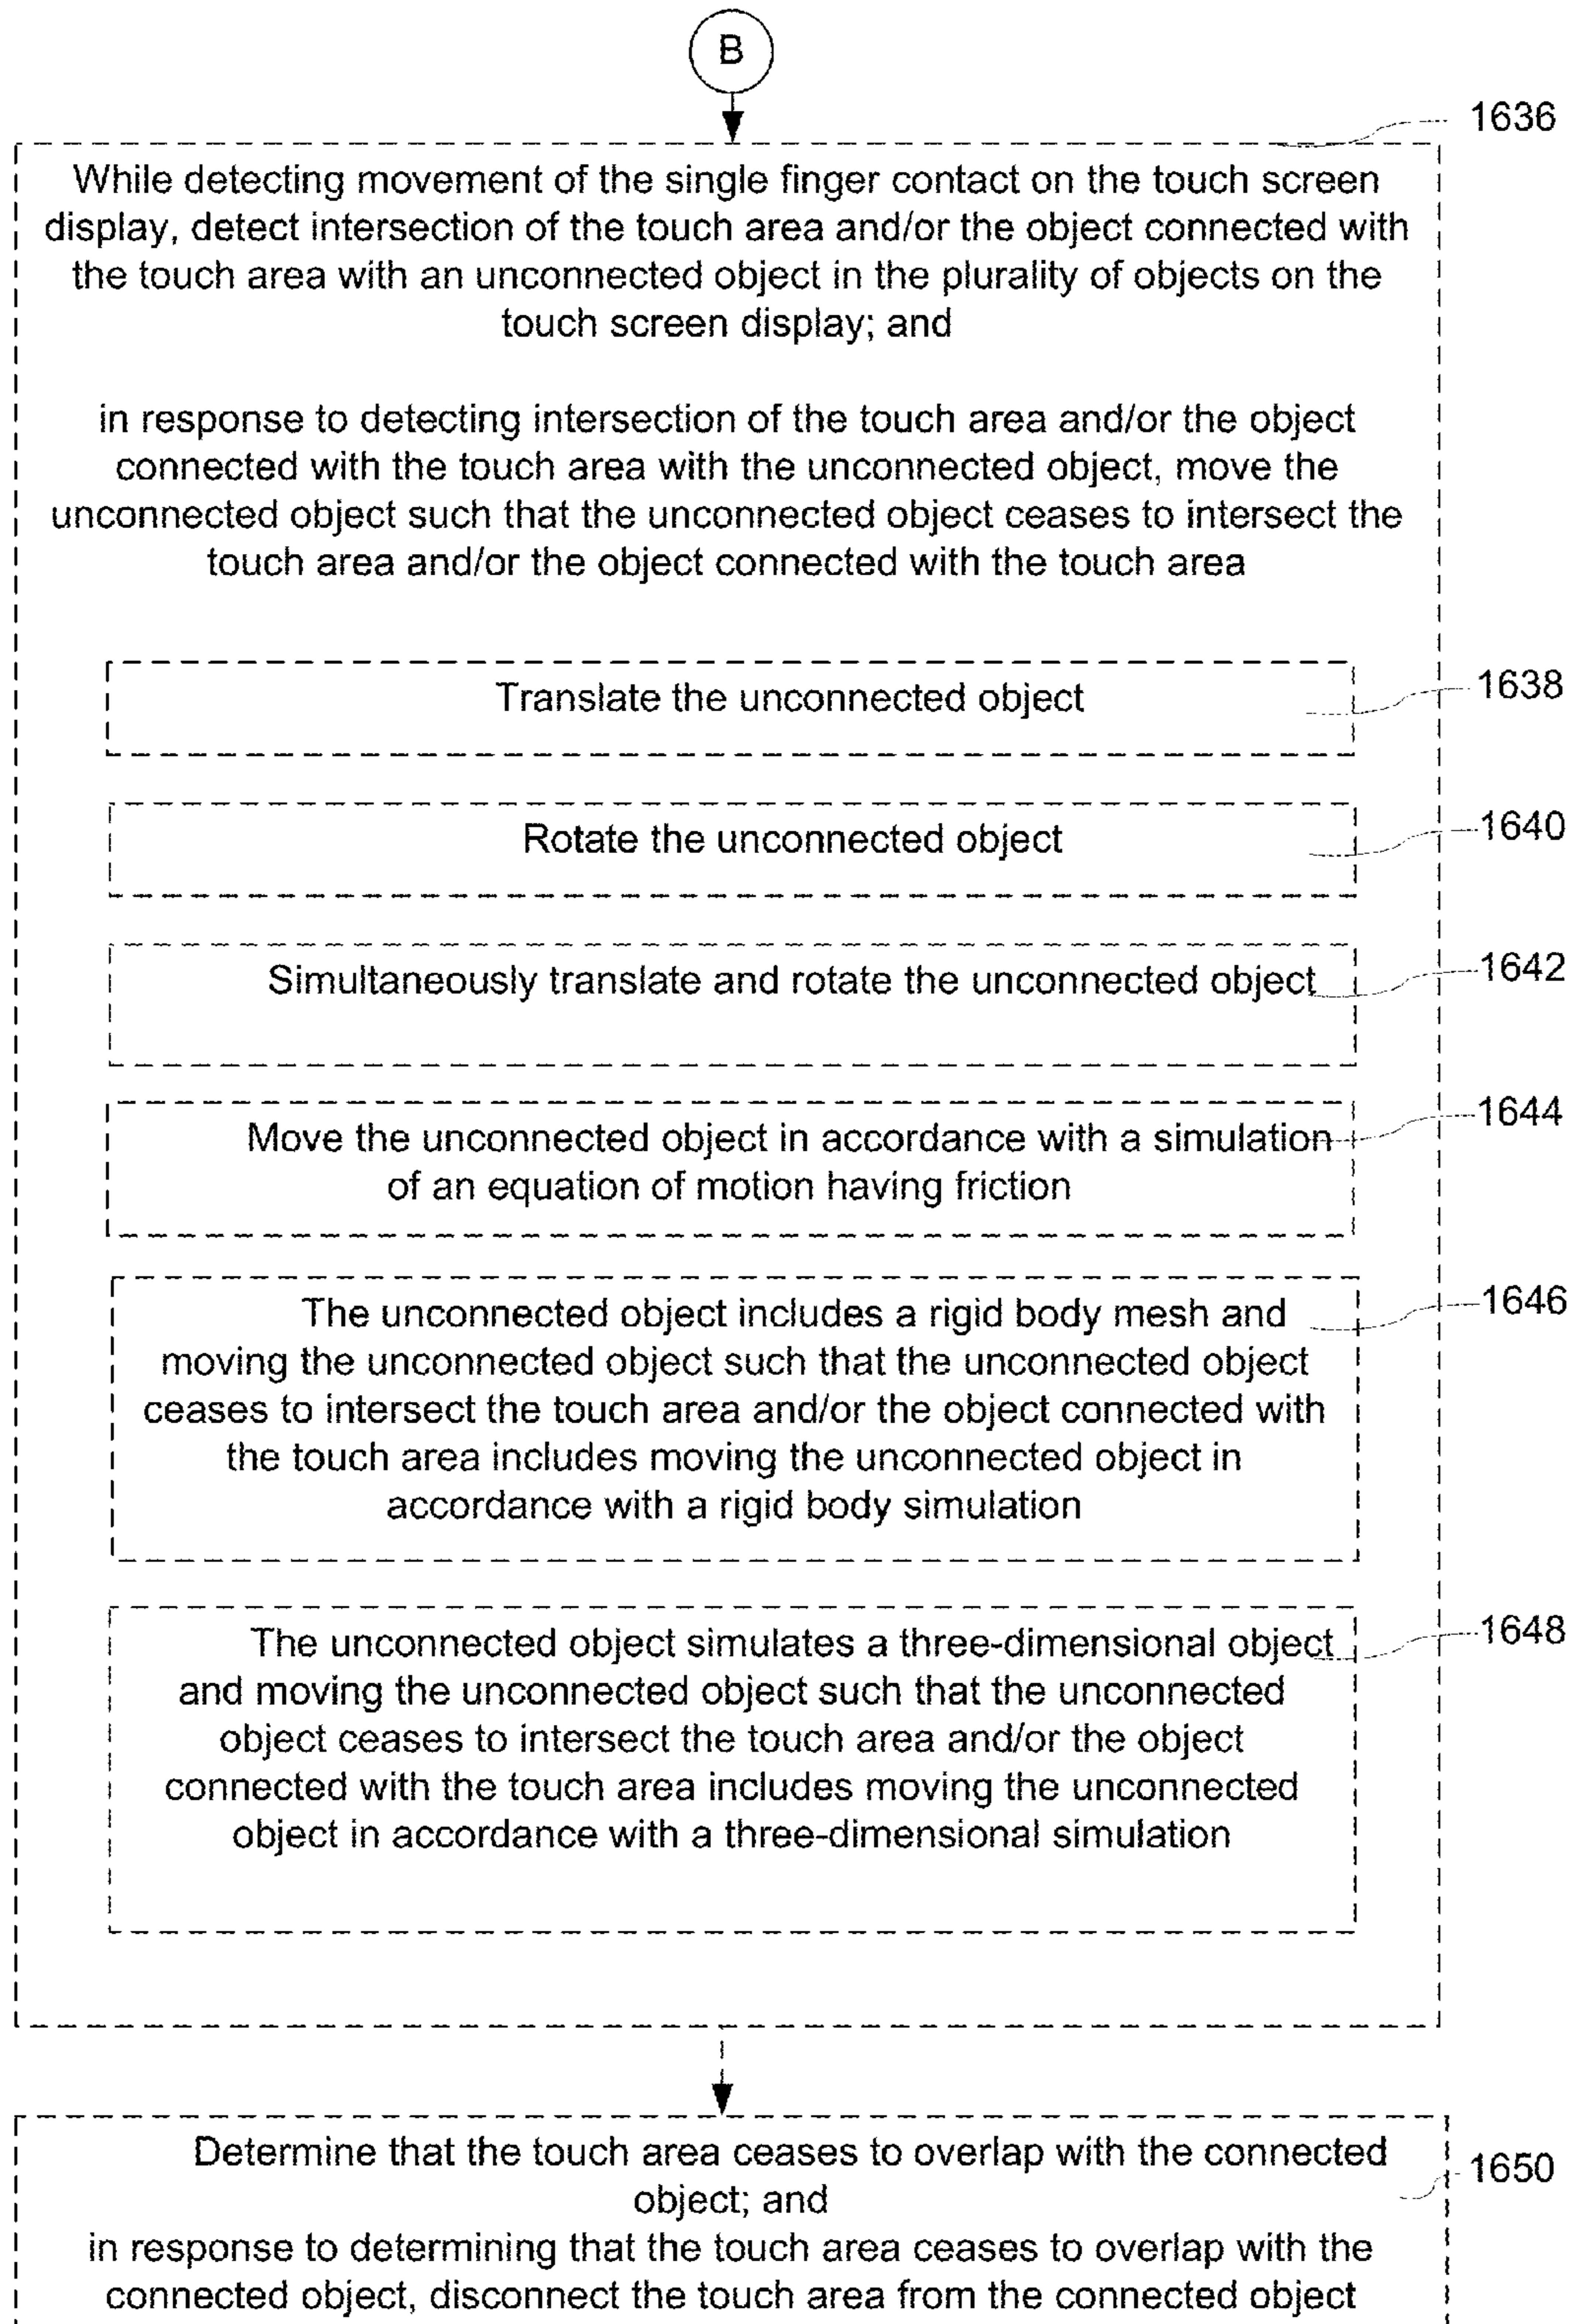 B
1636
While detecting movement of the single finger contact on the touch screen
display, detect intersection of the touch area and/or the object connected with
the touch area with an unconnected object in the plurality of objects on the
touch screen display; and
in response to detecting intersection of the touch area and/or the object
connected with the touch area with the unconnected object, move the
unconnected object such that the unconnected object ceases to intersect the
touch area and/or the object connected with the touch area
Translate the unconnected object
1638
Rotate the unconnected object
1640
Simultaneously translate and rotate the unconnected object
1642
Move the unconnected object in accordance with a simulation
of an equation of motion having friction
1644
The unconnected object includes a rigid body mesh and
moving the unconnected object such that the unconnected object
ceases to intersect the touch area and/or the object connected with
the touch area includes moving the unconnected object in
accordance with a rigid body simulation
1646
The unconnected object simulates a three-dimensional object
and moving the unconnected object such that the unconnected
object ceases to intersect the touch area and/or the object
connected with the touch area includes moving the unconnected
object in accordance with a three-dimensional simulation
1648
Determine that the touch area ceases to overlap with the connected
object; and
in response to determining that the touch area ceases to overlap with the
connected object, disconnect the touch area from the connected object
1650